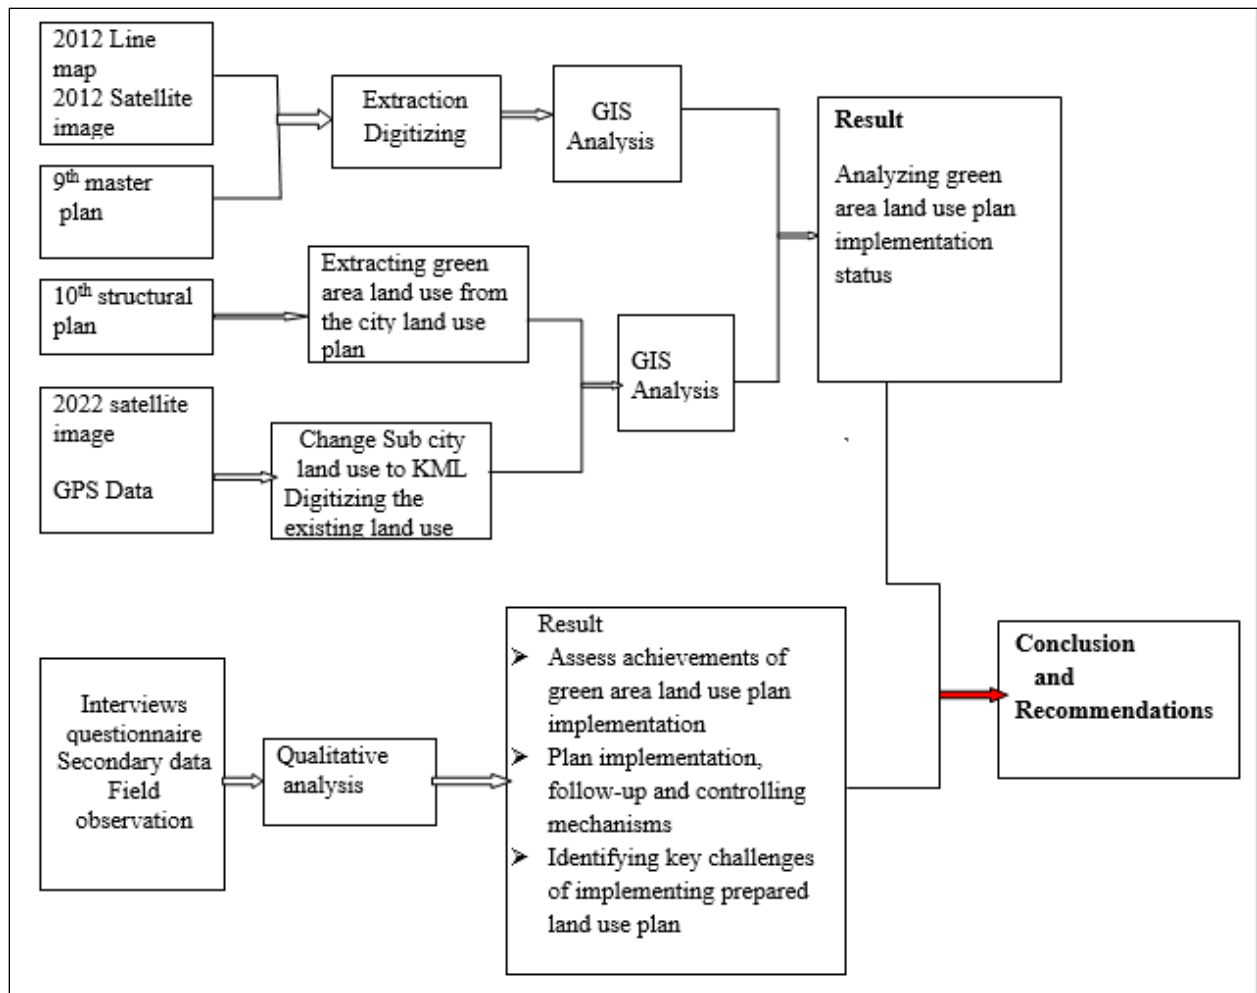 2012 Line
map
2012 Satellite
image
9th master
plan
10th structural
plan
2022 satellite
image
GPS Data
Extraction
Digitizing
GIS
Analysis
Extracting green
area land use from
the city land use
plan
Change Sub city
land use to KML
Digitizing the
existing land use
GIS
Analysis
Result
Analyzing green
area land use plan
implementation
status
Interviews
questionnaire
Secondary data
Field
observation
Qualitative
analysis
Result
➢ Assess achievements of
green area land use plan
implementation
➢ Plan implementation,
follow-up and controlling
mechanisms
➢ Identifying key challenges
of implementing prepared
land use plan
Conclusion
and
Recommendations